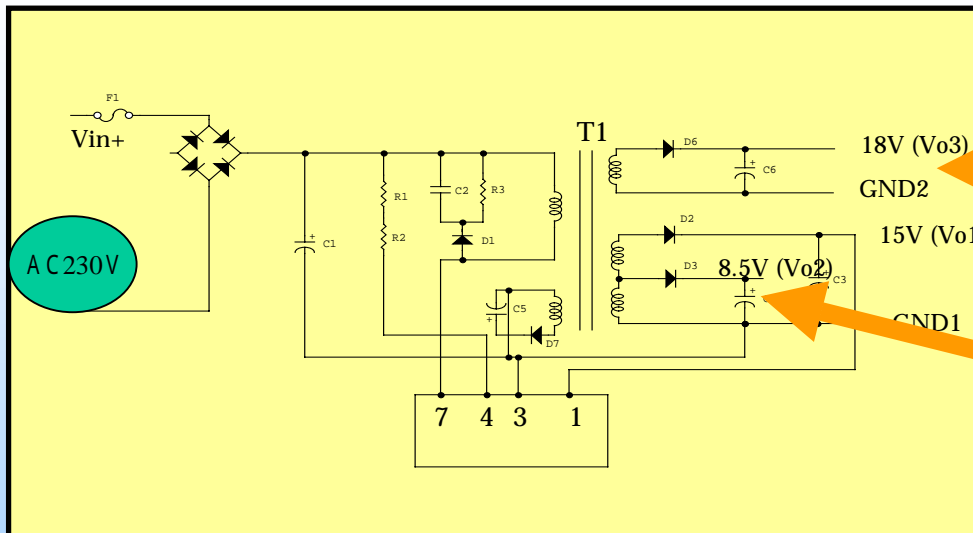 F1
Vin+
AC230V
C1
R1
R2
C2
R3
D1
C5
D7
T1
D6
C6
18V (Vo3)
GND2
D2
15V (Vo1
D3
8.5V (Vo2)
C3
GND1
7 4 3 1